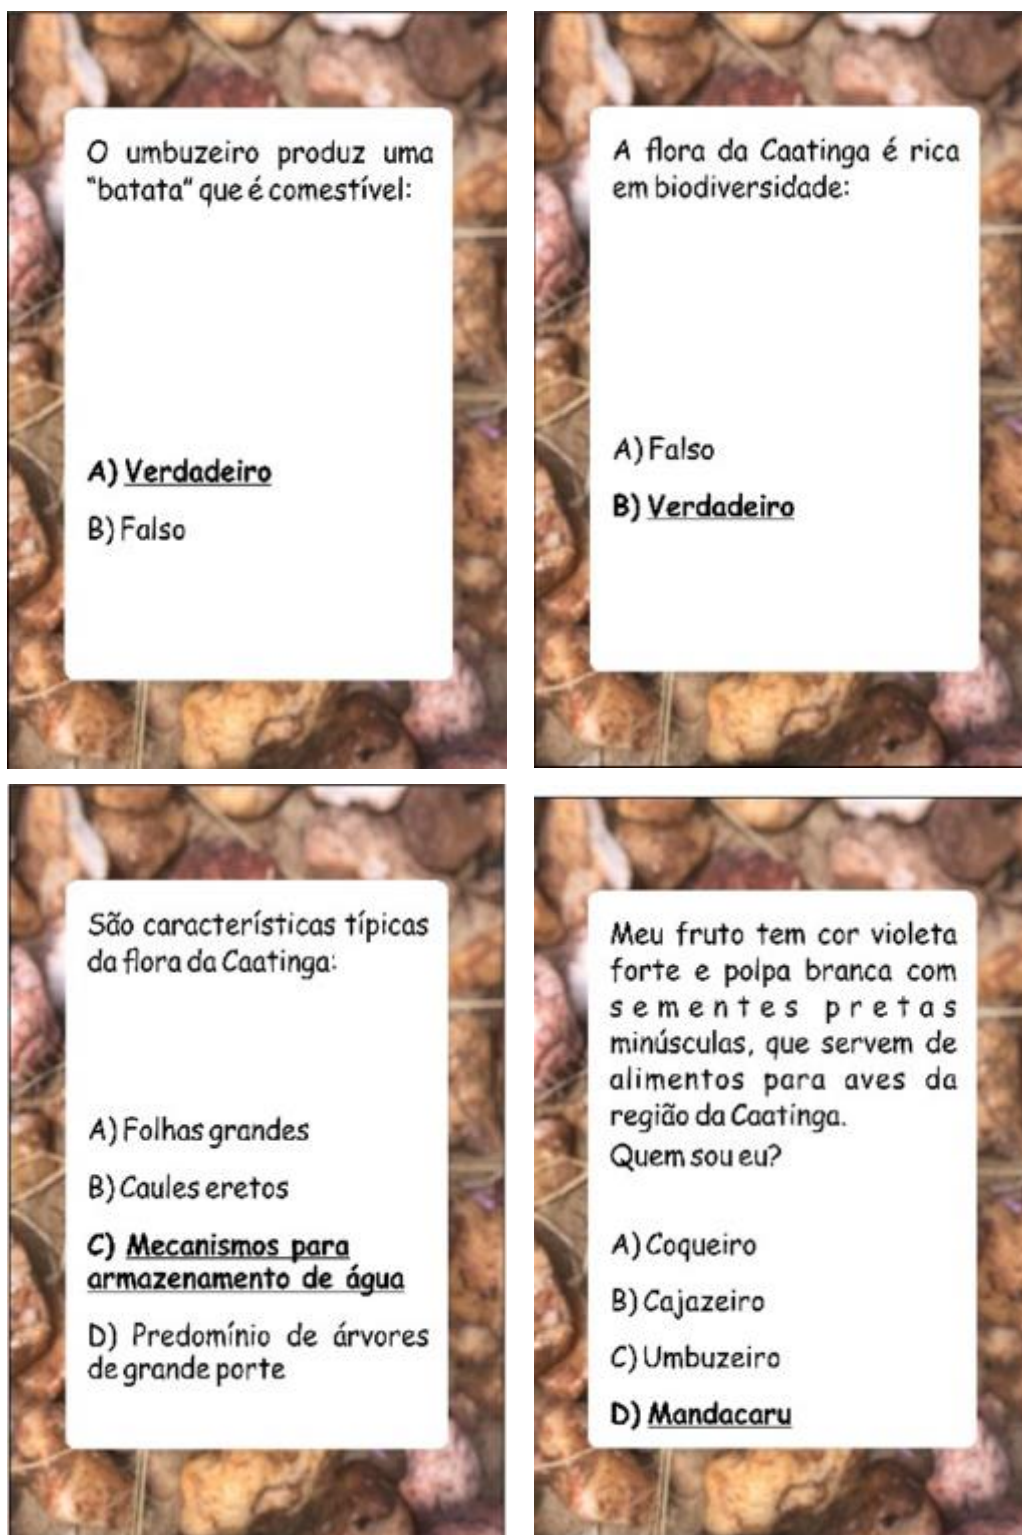 O umbuzeiro produz uma
"batata" que é comestível:
A) Verdadeiro
B) Falso
A flora da Caatinga é rica
em biodiversidade:
A) Falso
B) Verdadeiro
São características típicas
da flora da Caatinga:
A) Folhas grandes
B) Caules eretos
C) Mecanismos para
armazenamento de água
D) Predomínio de árvores
de grande porte
Meu fruto tem cor violeta
forte e polpa branca com
sementes pretas
minúsculas, que servem de
alimentos para aves da
região da Caatinga.
Quem sou eu?
A) Coqueiro
B) Cajazeiro
C) Umbuzeiro
D) Mandacaru